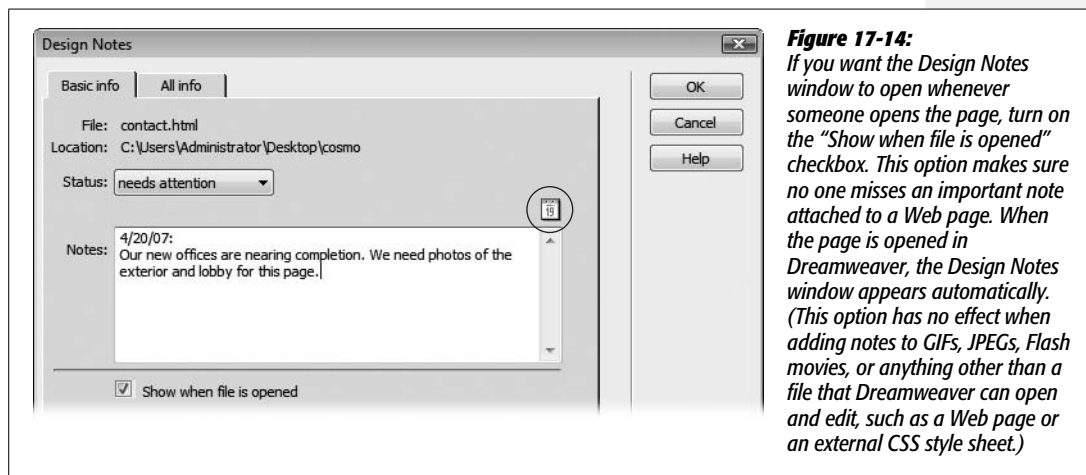 Design Notes
Basic info
All info
File: contact.html
Location: C:\Users\Administrator\Desktop\cosmo
Status: needs attention
19
Notes: 4/20/07:
Our new offices are nearing completion. We need photos of the
exterior and lobby for this page.
Show when file is opened
OK
Cancel
Help
Figure 17-14:
If you want the Design Notes
window to open whenever
someone opens the page, turn on
the “Show when file is opened”
checkbox. This option makes sure
no one misses an important note
attached to a Web page. When
the page is opened in
Dreamweaver, the Design Notes
window appears automatically.
(This option has no effect when
adding notes to GIFs, JPEGs, Flash
movies, or anything other than a
file that Dreamweaver can open
and edit, such as a Web page or
an external CSS style sheet.)